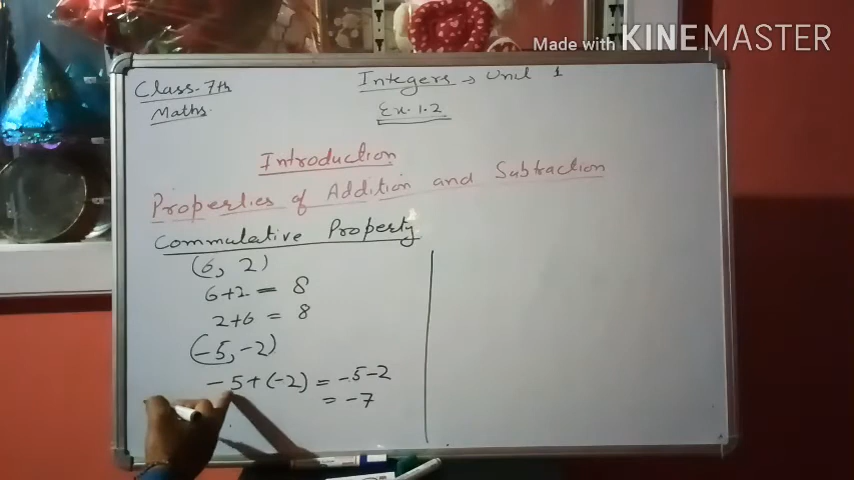 Made with KINEMASTER
Class-7th
Maths.
Integers → Unit 1
Ex. 1.2
Introduction
Properties of Addition and Subtraction
Commulative Property
(6, 2)
6+2 = 8
2+6 = 8
(-5, -2)
-5+(-2) = -5-2
= -7